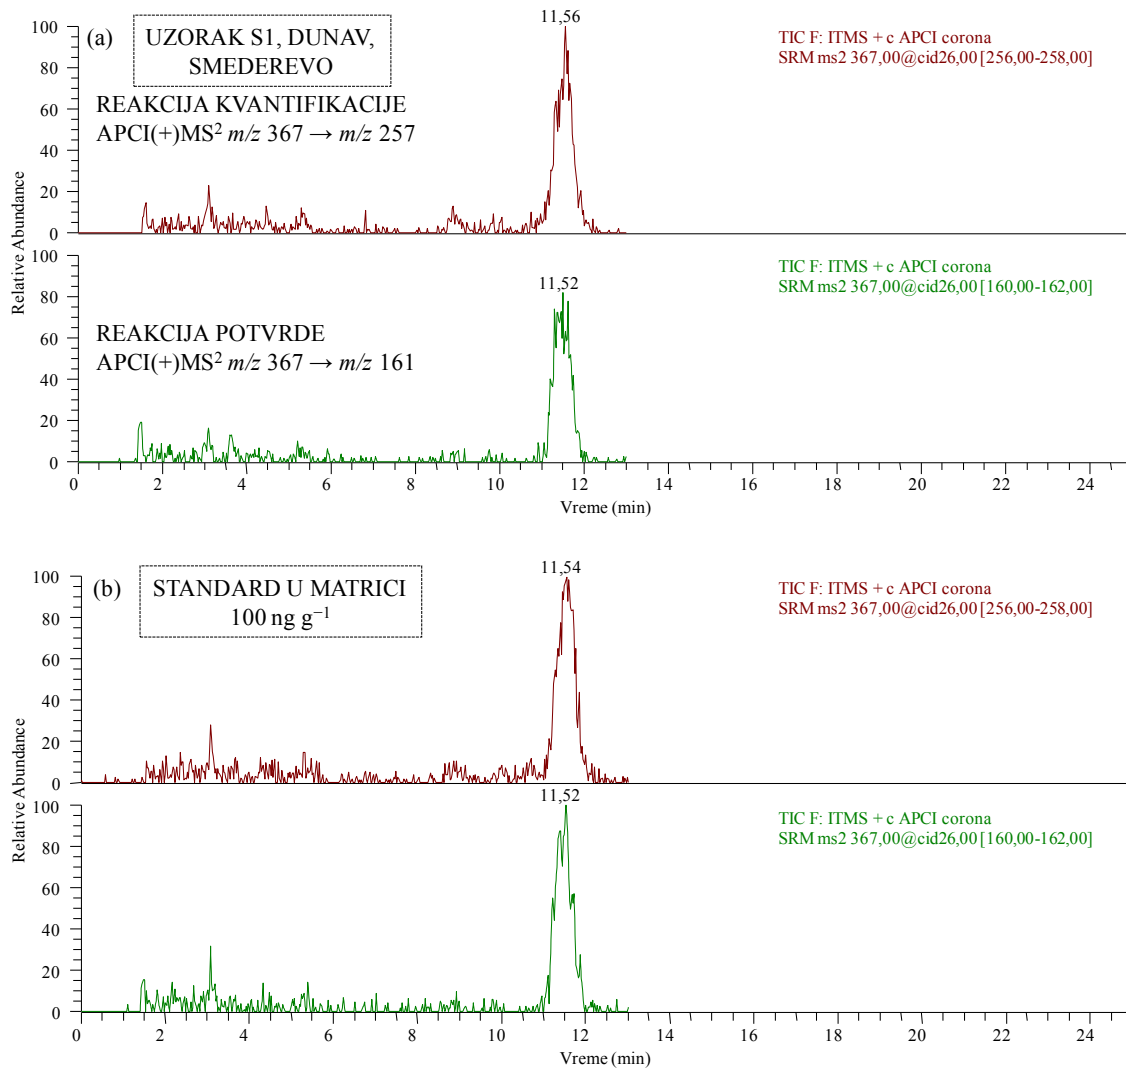 (a)
UZORAK S1, DUNAV,
SMEDEREVO
REAKCIJA KVANTIFIKACIJE
APCI(+)MS² m/z 367 → m/z 257
11,56
TIC F: ITMS + c APCI corona
SRM ms2 367,00@cid26,00 [256,00-258,00]
100
80
60
40
20
0
Relative Abundance
REAKCIJA POTVRDE
APCI(+)MS² m/z 367 → m/z 161
11,52
TIC F: ITMS + c APCI corona
SRM ms2 367,00@cid26,00 [160,00-162,00]
100
80
60
40
20
0
0 2 4 6 8 10 12 14 16 18 20 22 24
Vreme (min)
(b)
STANDARD U MATRICI
100 ng g⁻¹
11,54
TIC F: ITMS + c APCI corona
SRM ms2 367,00@cid26,00 [256,00-258,00]
100
80
60
40
20
0
Relative Abundance
11,52
TIC F: ITMS + c APCI corona
SRM ms2 367,00@cid26,00 [160,00-162,00]
100
80
60
40
20
0
0 2 4 6 8 10 12 14 16 18 20 22 24
Vreme (min)